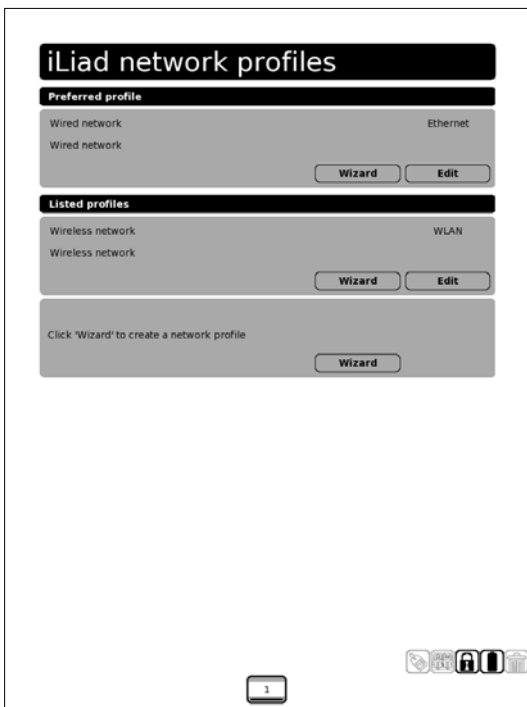 iLiad network profiles
Preferred profile
Wired network Ethernet
Wired network
Wizard Edit
Listed profiles
Wireless network WLAN
Wireless network
Wizard Edit
Click 'Wizard' to create a network profile
Wizard
1